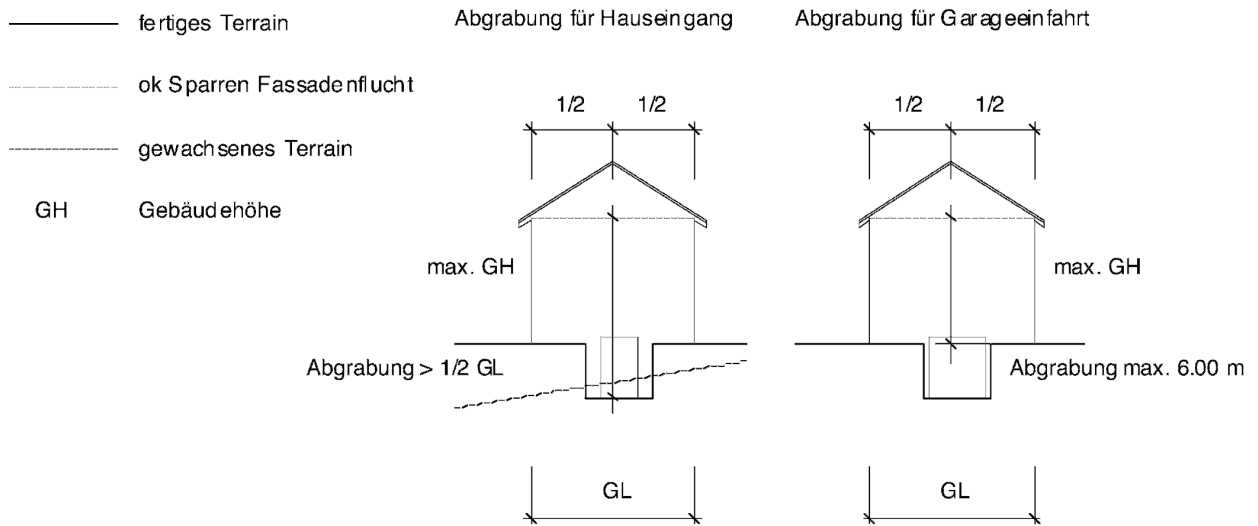 fertiges Terrain
ok Sparren Fassadenflucht
gewachsenes Terrain
GH Gebäudehöhe
Abgrabung für Hauseingang
1/2 1/2
max. GH
Abgrabung > 1/2 GL
GL
Abgrabung für Garageeinfahrt
1/2 1/2
max. GH
Abgrabung max. 6.00 m
GL